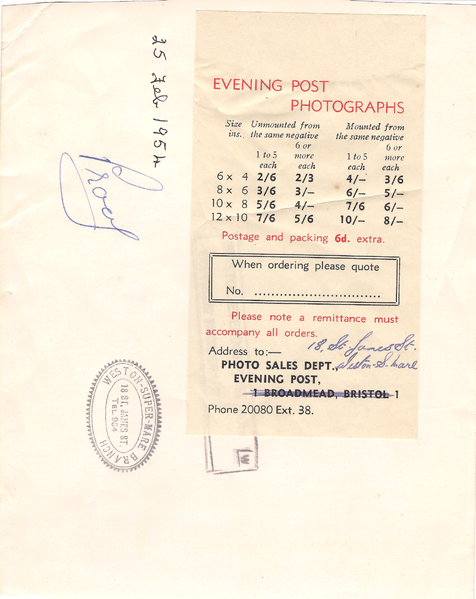 25 Feb 1954
Proof
EVENING POST
PHOTOGRAPHS
Size Unmounted from Mounted from
ins. the same negative the same negative
6 or 6 or
1 to 5 more 1 to 5 more
each each each each
6 x 4 2/6 2/3 4/- 3/6
8 x 6 3/6 3/- 6/- 5/-
10 x 8 5/6 4/- 7/6 6/-
12 x 10 7/6 5/6 10/- 8/-
Postage and packing 6d. extra.
When ordering please quote
No. ..............................
Please note a remittance must
accompany all orders.
Address to:— 18, St James St.
PHOTO SALES DEPT., Weston-S-Mare
EVENING POST,
1 BROADMEAD, BRISTOL 1
Phone 20080 Ext. 38.
WESTON-SUPER-MARE BRANCH
18 ST. JAMES ST.
TEL. 904